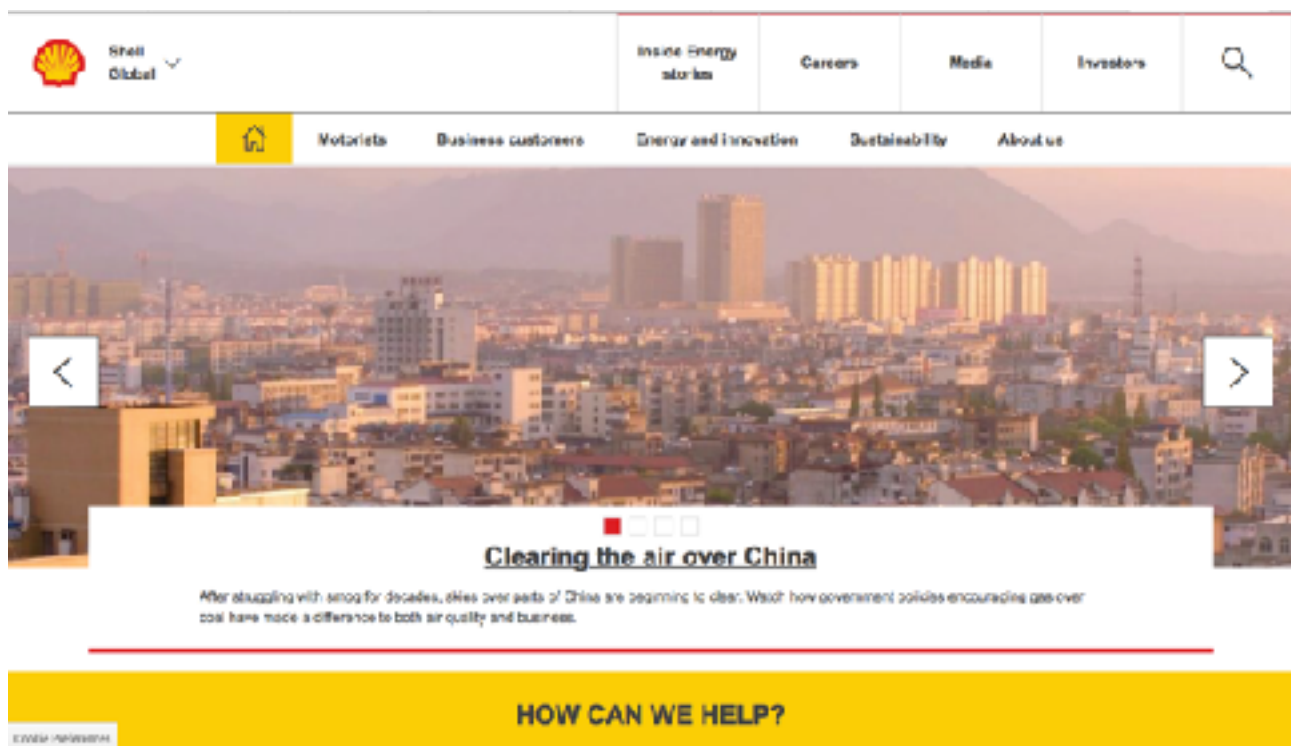 Shell
Global
Inside Energy
stories
Careers
Media
Investors
Motorists
Business customers
Energy and innovation
Sustainability
About us
Clearing the air over China
After struggling with smog for decades, skies over parts of China are beginning to clear. Watch how government policies encouraging gas over
coal have made a difference to both air quality and business.
HOW CAN WE HELP?
Cookie Preferences